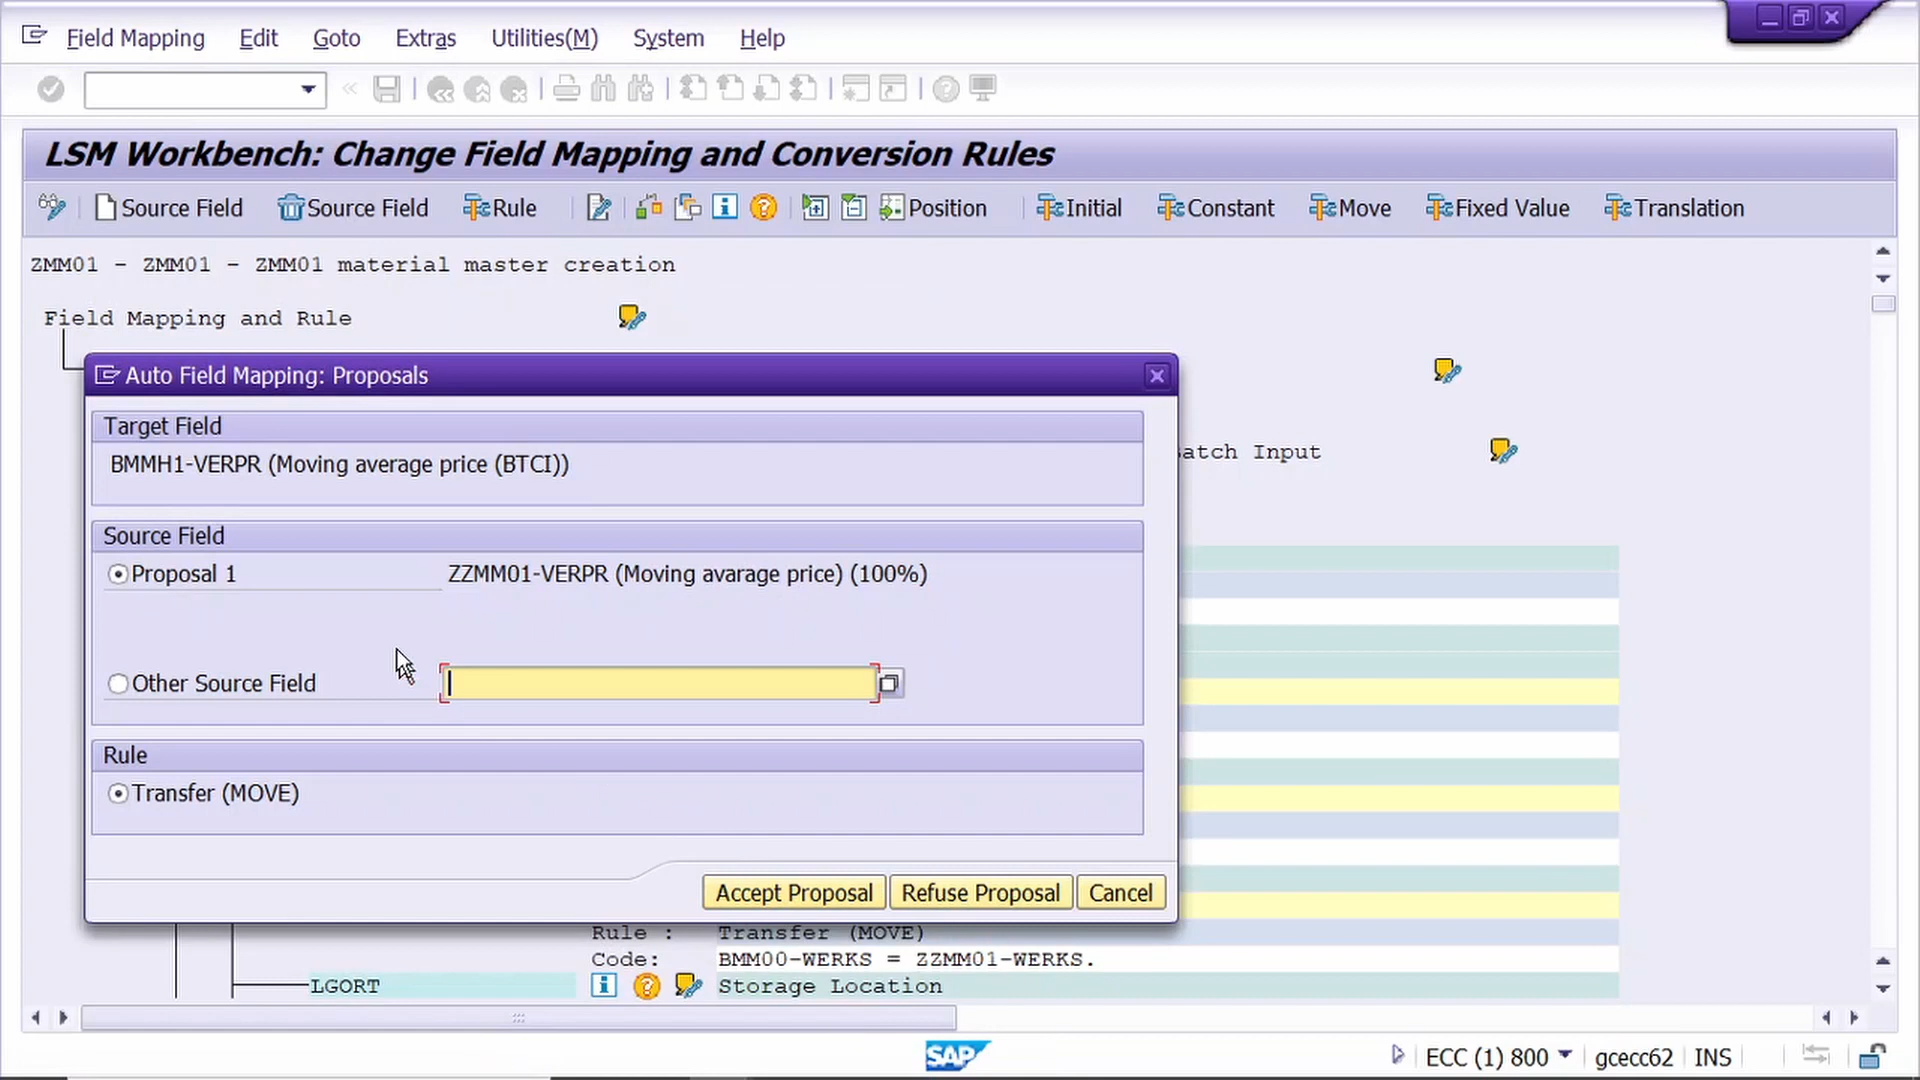 Field Mapping Edit Goto Extras Utilities(M) System Help
LSM Workbench: Change Field Mapping and Conversion Rules
Source Field Source Field Rule Position Initial Constant Move Fixed Value Translation
ZMM01 - ZMM01 - ZMM01 material master creation
Field Mapping and Rule
Auto Field Mapping: Proposals
Target Field
BMMH1-VERPR (Moving average price (BTCI))
atch Input
Source Field
Proposal 1 ZZMM01-VERPR (Moving avarage price) (100%)
Other Source Field
Rule
Transfer (MOVE)
Accept Proposal Refuse Proposal Cancel
Rule : Transfer (MOVE)
Code: BMM00-WERKS = ZZMM01-WERKS.
LGORT Storage Location
SAP ECC (1) 800 gcecc62 INS